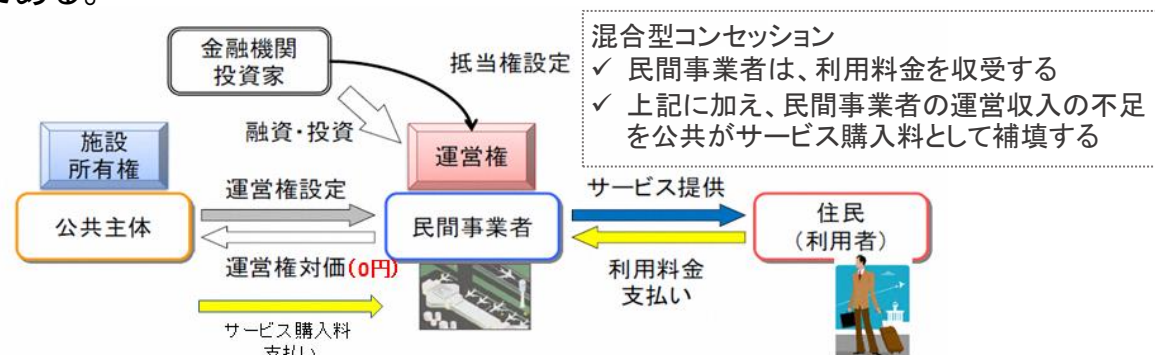 である。
混合型コンセッション
✓ 民間事業者は、利用料金を収受する
✓ 上記に加え、民間事業者の運営収入の不足
を公共がサービス購入料として補填する
金融機関
投資家
抵当権設定
融資・投資
施設
所有権
運営権
運営権設定
サービス提供
公共主体
民間事業者
住民
（利用者）
運営権対価(0円)
利用料金
支払い
サービス購入料
支払い